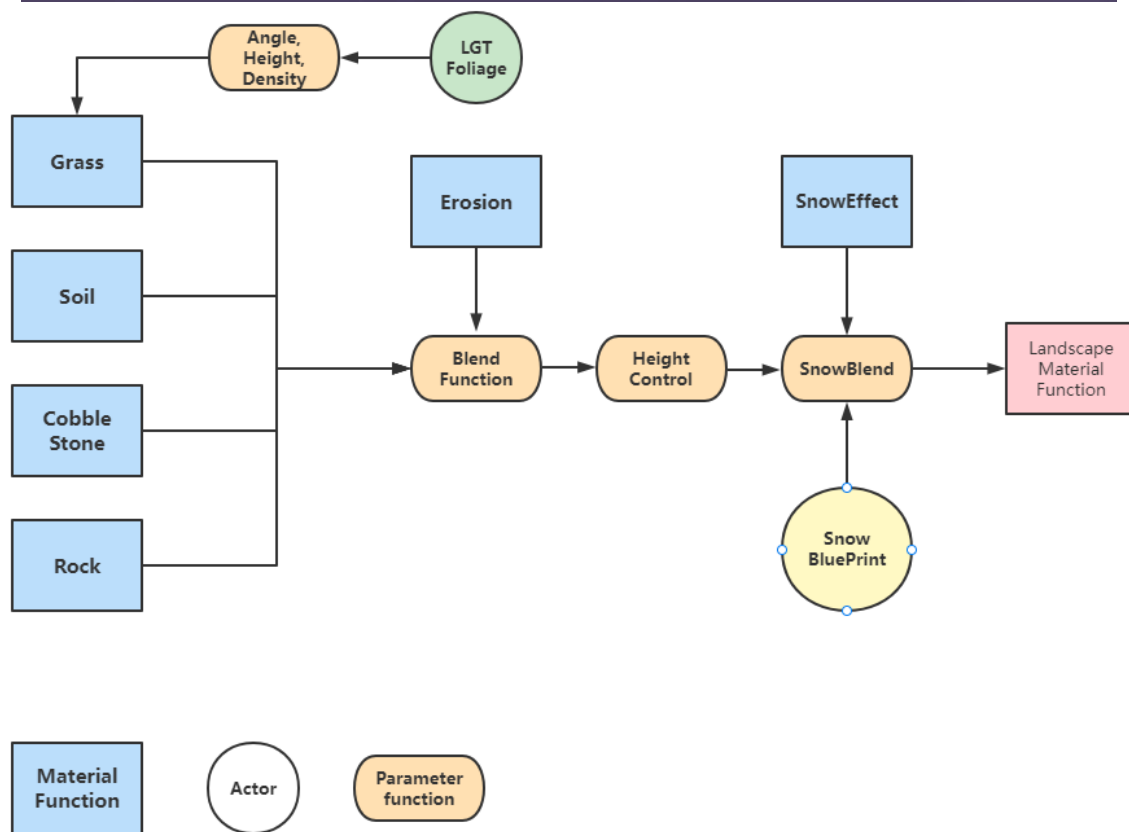 Angle,
Height,
Density
LGT
Foliage
Grass
Erosion
SnowEffect
Soil
Blend
Function
Height
Control
SnowBlend
Landscape
Material
Function
Cobble
Stone
Snow
BluePrint
Rock
Material
Function
Actor
Parameter
function